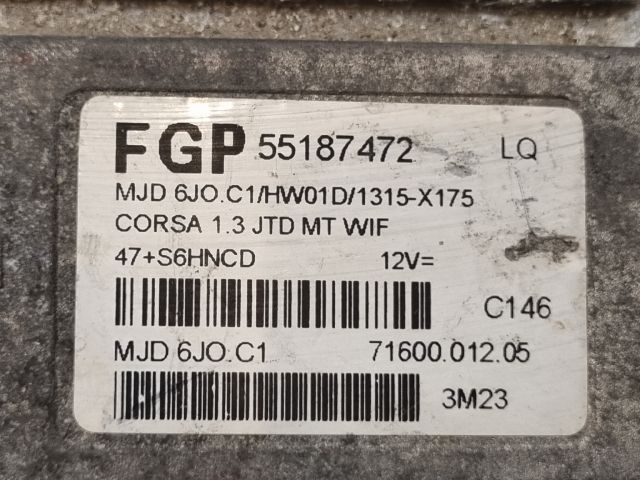 FGP 55187472 LQ
MJD 6JO.C1/HW01D/1315-X175
CORSA 1.3 JTD MT WIF
47+S6HNCD 12V=
C146
MJD 6JO.C1 71600.012.05
3M23